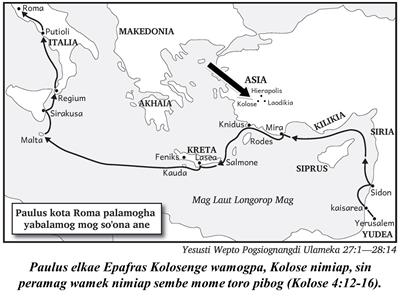 Roma
Putioli
ITALIA
MAKEDONIA
ASIA
Hierapolis
Kolose
Laodikia
Regium
Sirakusa
AKHAIA
Malta
Knidus
Mira
KILIKIA
SIRIA
Rodes
KRETA
Feniks
Lasea
Salmone
Kauda
SIPRUS
Sidon
kaisarea
Yerusalem
YUDEA
Mag Laut Longorop Mag
Paulus kota Roma palamogha
yabalamog mog so'ona ane
Yesusti Wepto Pogsiognangdi Ulameka 27:1—28:14
Paulus elkae Epafras Kolosenge wamogpa, Kolose nimiap, sin
peramag wamek nimiap sembe mome toro pibog (Kolose 4:12-16).